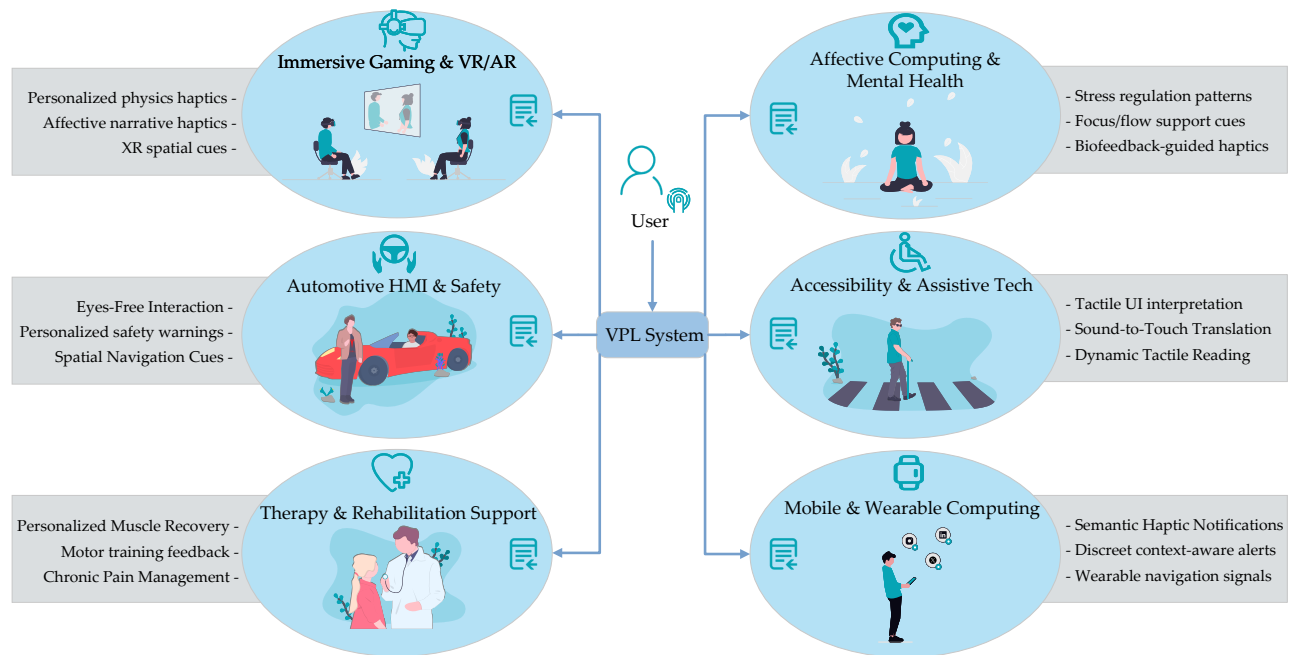 Immersive Gaming & VR/AR
Personalized physics haptics -
Affective narrative haptics -
XR spatial cues -
Affective Computing &
Mental Health
- Stress regulation patterns
- Focus/flow support cues
- Biofeedback-guided haptics
User
VPL System
Automotive HMI & Safety
Eyes-Free Interaction -
Personalized safety warnings -
Spatial Navigation Cues -
Accessibility & Assistive Tech
- Tactile UI interpretation
- Sound-to-Touch Translation
- Dynamic Tactile Reading
Therapy & Rehabilitation Support
Personalized Muscle Recovery -
Motor training feedback -
Chronic Pain Management -
Mobile & Wearable Computing
- Semantic Haptic Notifications
- Discreet context-aware alerts
- Wearable navigation signals